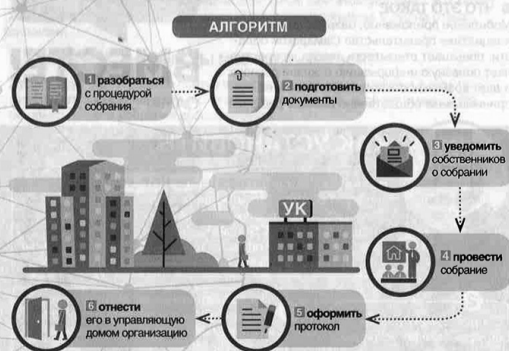 АЛГОРИТМ
1 разобраться
с процедурой
собрания
2 подготовить
документы
3 уведомить
собственников
о собрании
УК
4 провести
собрание
5 оформить
протокол
6 отнести
его в управляющую
домом организацию